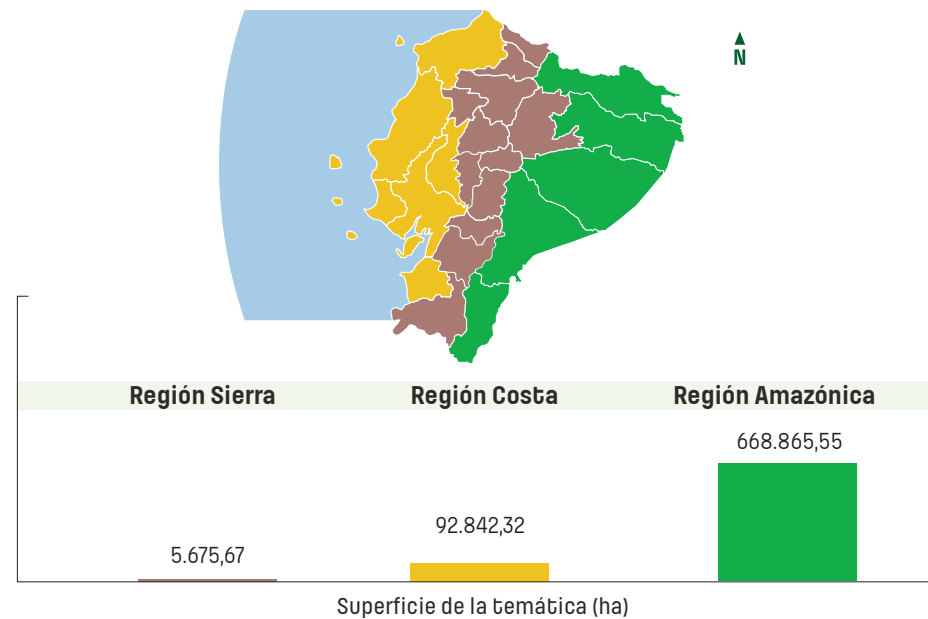 N
Región Sierra
Región Costa
Región Amazónica
668.865,55
92.842,32
5.675,67
Superficie de la temática (ha)